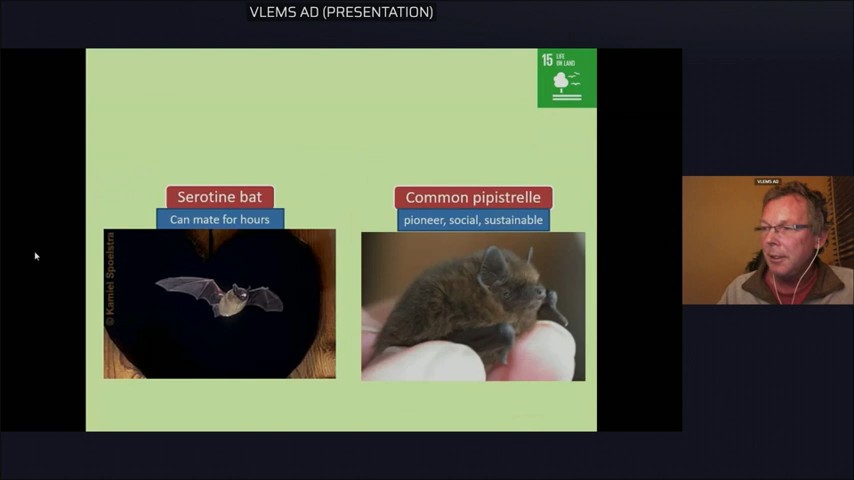 VLEMS AD (PRESENTATION)
15 LIFE
ON LAND
Serotine bat
Common pipistrelle
Can mate for hours
pioneer, social, sustainable
© Kamiel Spoelstra
VLEMS AD